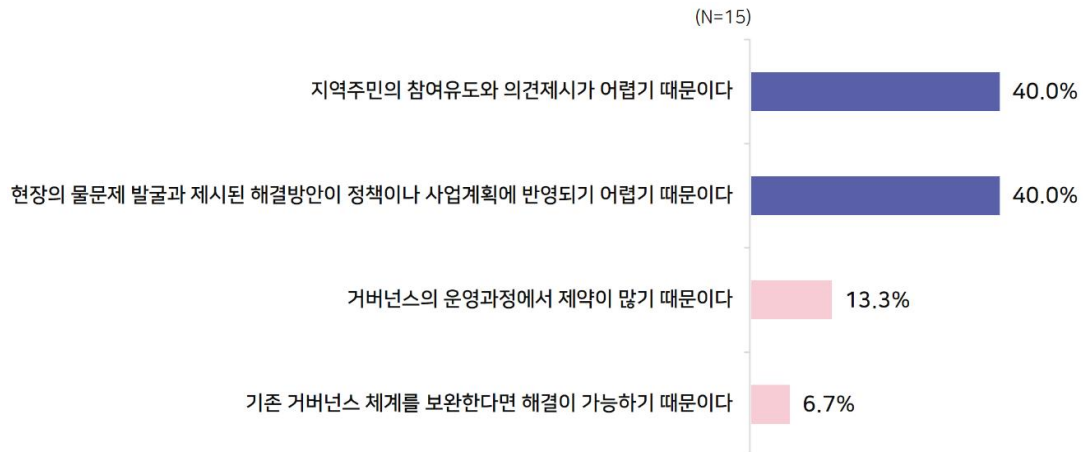 (N=15)
지역주민의 참여유도와 의견제시가 어렵기 때문이다 40.0%
현장의 물문제 발굴과 제시된 해결방안이 정책이나 사업계획에 반영되기 어렵기 때문이다 40.0%
거버넌스의 운영과정에서 제약이 많기 때문이다 13.3%
기존 거버넌스 체계를 보완한다면 해결이 가능하기 때문이다 6.7%